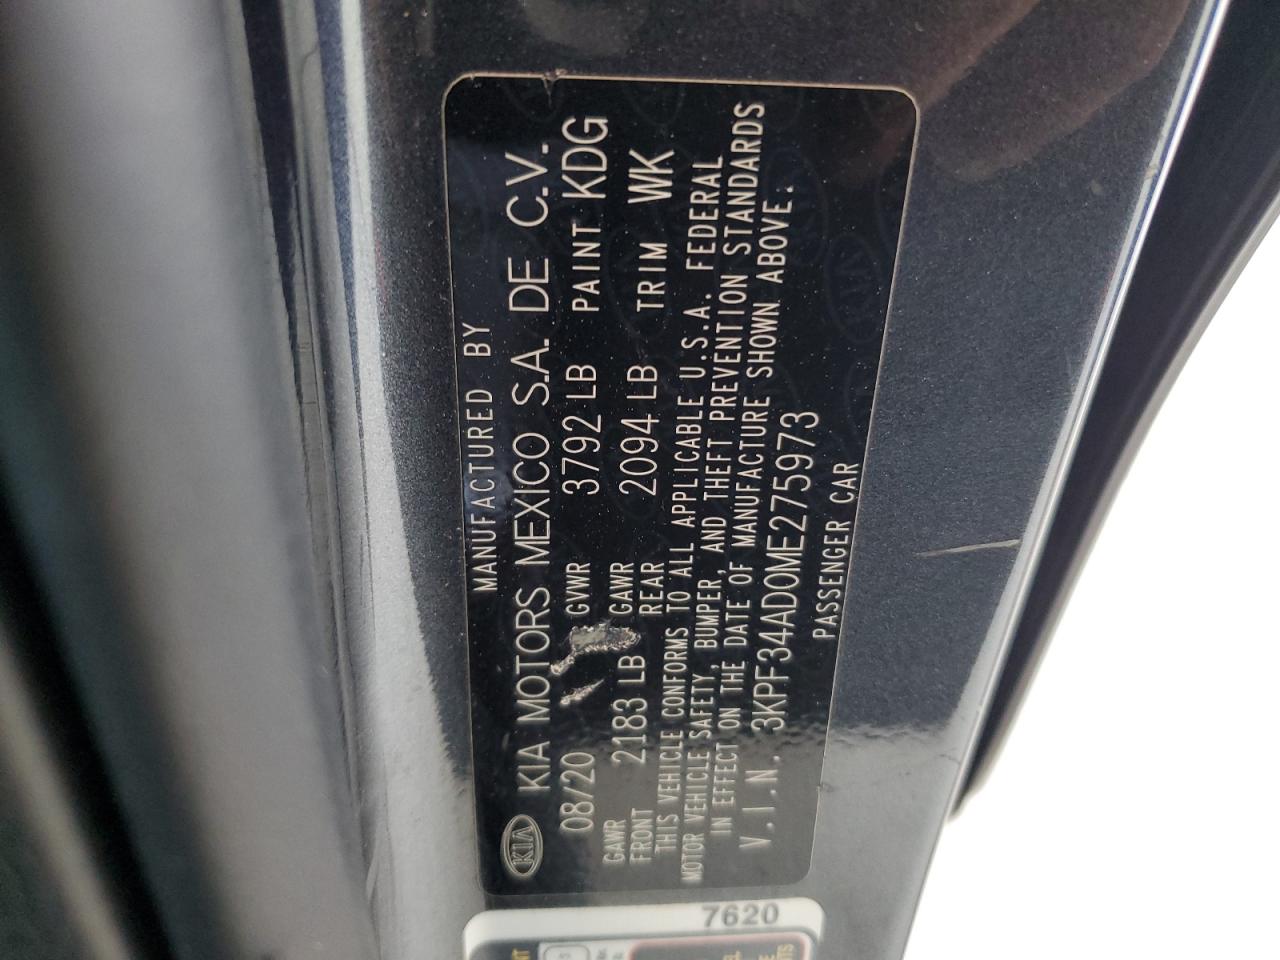 MANUFACTURED BY
KIA KIA MOTORS MEXICO S.A. DE C.V.
08/20 GVWR 3792 LB PAINT KDG
GAWR FRONT 2183 LB GAWR REAR 2094 LB TRIM WK
THIS VEHICLE CONFORMS TO ALL APPLICABLE U.S.A. FEDERAL
MOTOR VEHICLE SAFETY, BUMPER, AND THEFT PREVENTION STANDARDS
IN EFFECT ON THE DATE OF MANUFACTURE SHOWN ABOVE.
V.I.N. 3KPF34AD0ME275973
PASSENGER CAR
7620